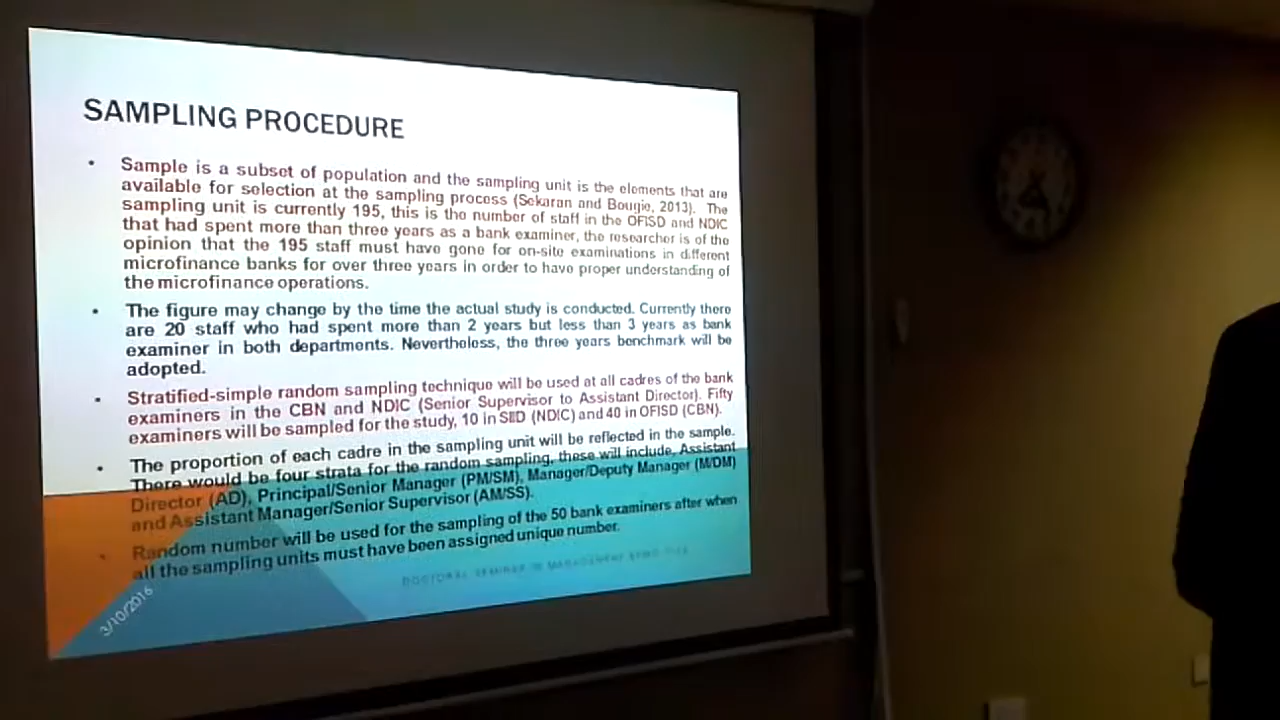 SAMPLING PROCEDURE
• Sample is a subset of population and the sampling unit is the elements that are
available for selection at the sampling process (Sekaran and Bougie, 2013). The
sampling unit is currently 195, this is the number of staff in the OFISD and NDIC
that had spent more than three years as a bank examiner, the researcher is of the
opinion that the 195 staff must have gone for on-site examinations in different
microfinance banks for over three years in order to have proper understanding of
the microfinance operations.
• The figure may change by the time the actual study is conducted. Currently there
are 20 staff who had spent more than 2 years but less than 3 years as bank
examiner in both departments. Nevertheless, the three years benchmark will be
adopted.
• Stratified-simple random sampling technique will be used at all cadres of the bank
examiners in the CBN and NDIC (Senior Supervisor to Assistant Director). Fifty
examiners will be sampled for the study, 10 in SED (NDIC) and 40 in OFISD (CBN).
• The proportion of each cadre in the sampling unit will be reflected in the sample.
There would be four strata for the random sampling, these will include, Assistant
Director (AD), Principal/Senior Manager (PM/SM), Manager/Deputy Manager (M/DM)
and Assistant Manager/Senior Supervisor (AM/SS).
• Random number will be used for the sampling of the 50 bank examiners after when
all the sampling units must have been assigned unique number.
DOCTORAL SEMINAR IN MANAGEMENT
3/10/2016